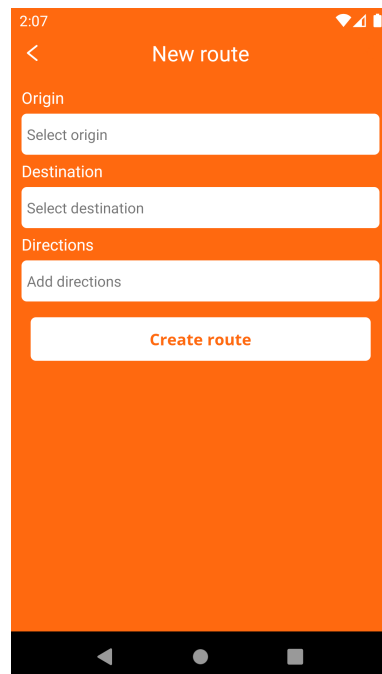 2:07
New route
Origin
Select origin
Destination
Select destination
Directions
Add directions
Create route